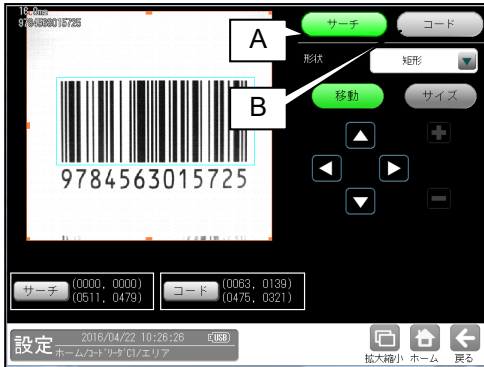 16.0ms
9784563015725
A
サーチ
コード
形状
矩形
B
移動
サイズ
9784563015725
サーチ
(0000, 0000)
(0511, 0479)
コード
(0063, 0139)
(0475, 0321)
設定
2016/04/22 10:26:26
USB
ホーム/コードリーダC1/エリア
拡大縮小
ホーム
戻る